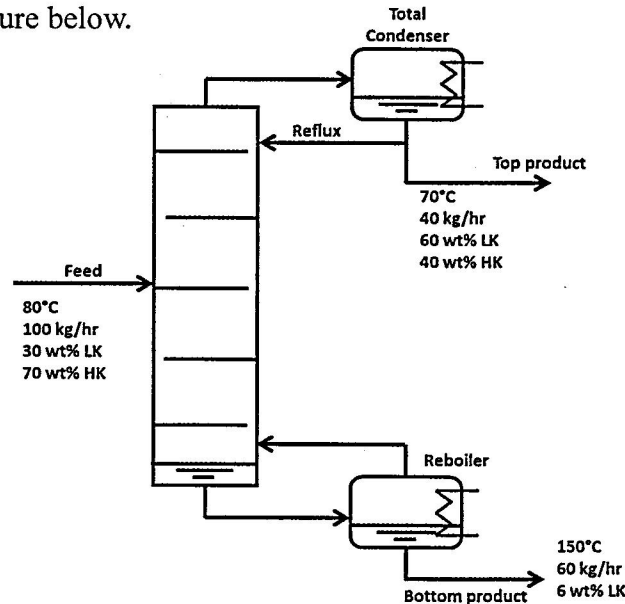 ure below.
Total
Condenser
Reflux
Top product
70°C
40 kg/hr
60 wt% LK
40 wt% HK
Feed
80°C
100 kg/hr
30 wt% LK
70 wt% HK
Reboiler
150°C
60 kg/hr
6 wt% LK
Bottom product